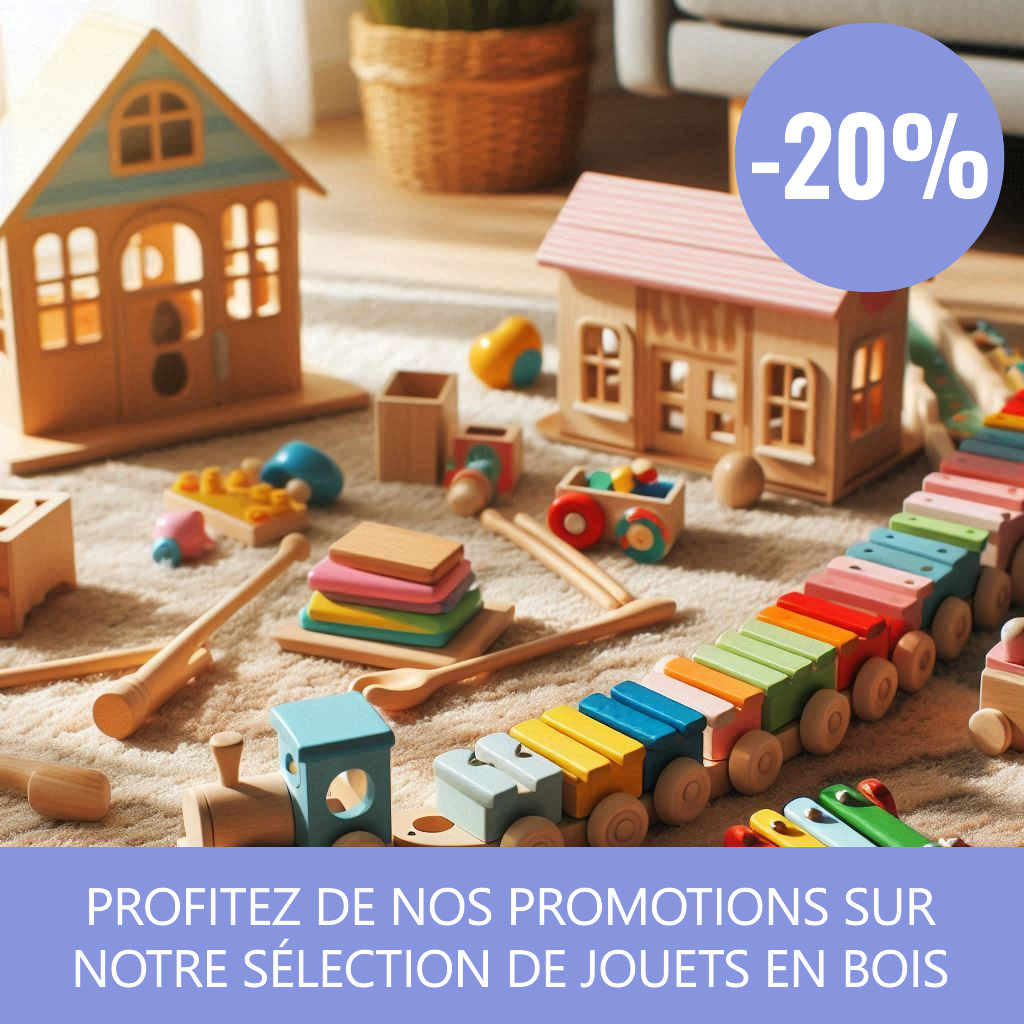 -20%
PROFITEZ DE NOS PROMOTIONS SUR
NOTRE SÉLECTION DE JOUETS EN BOIS